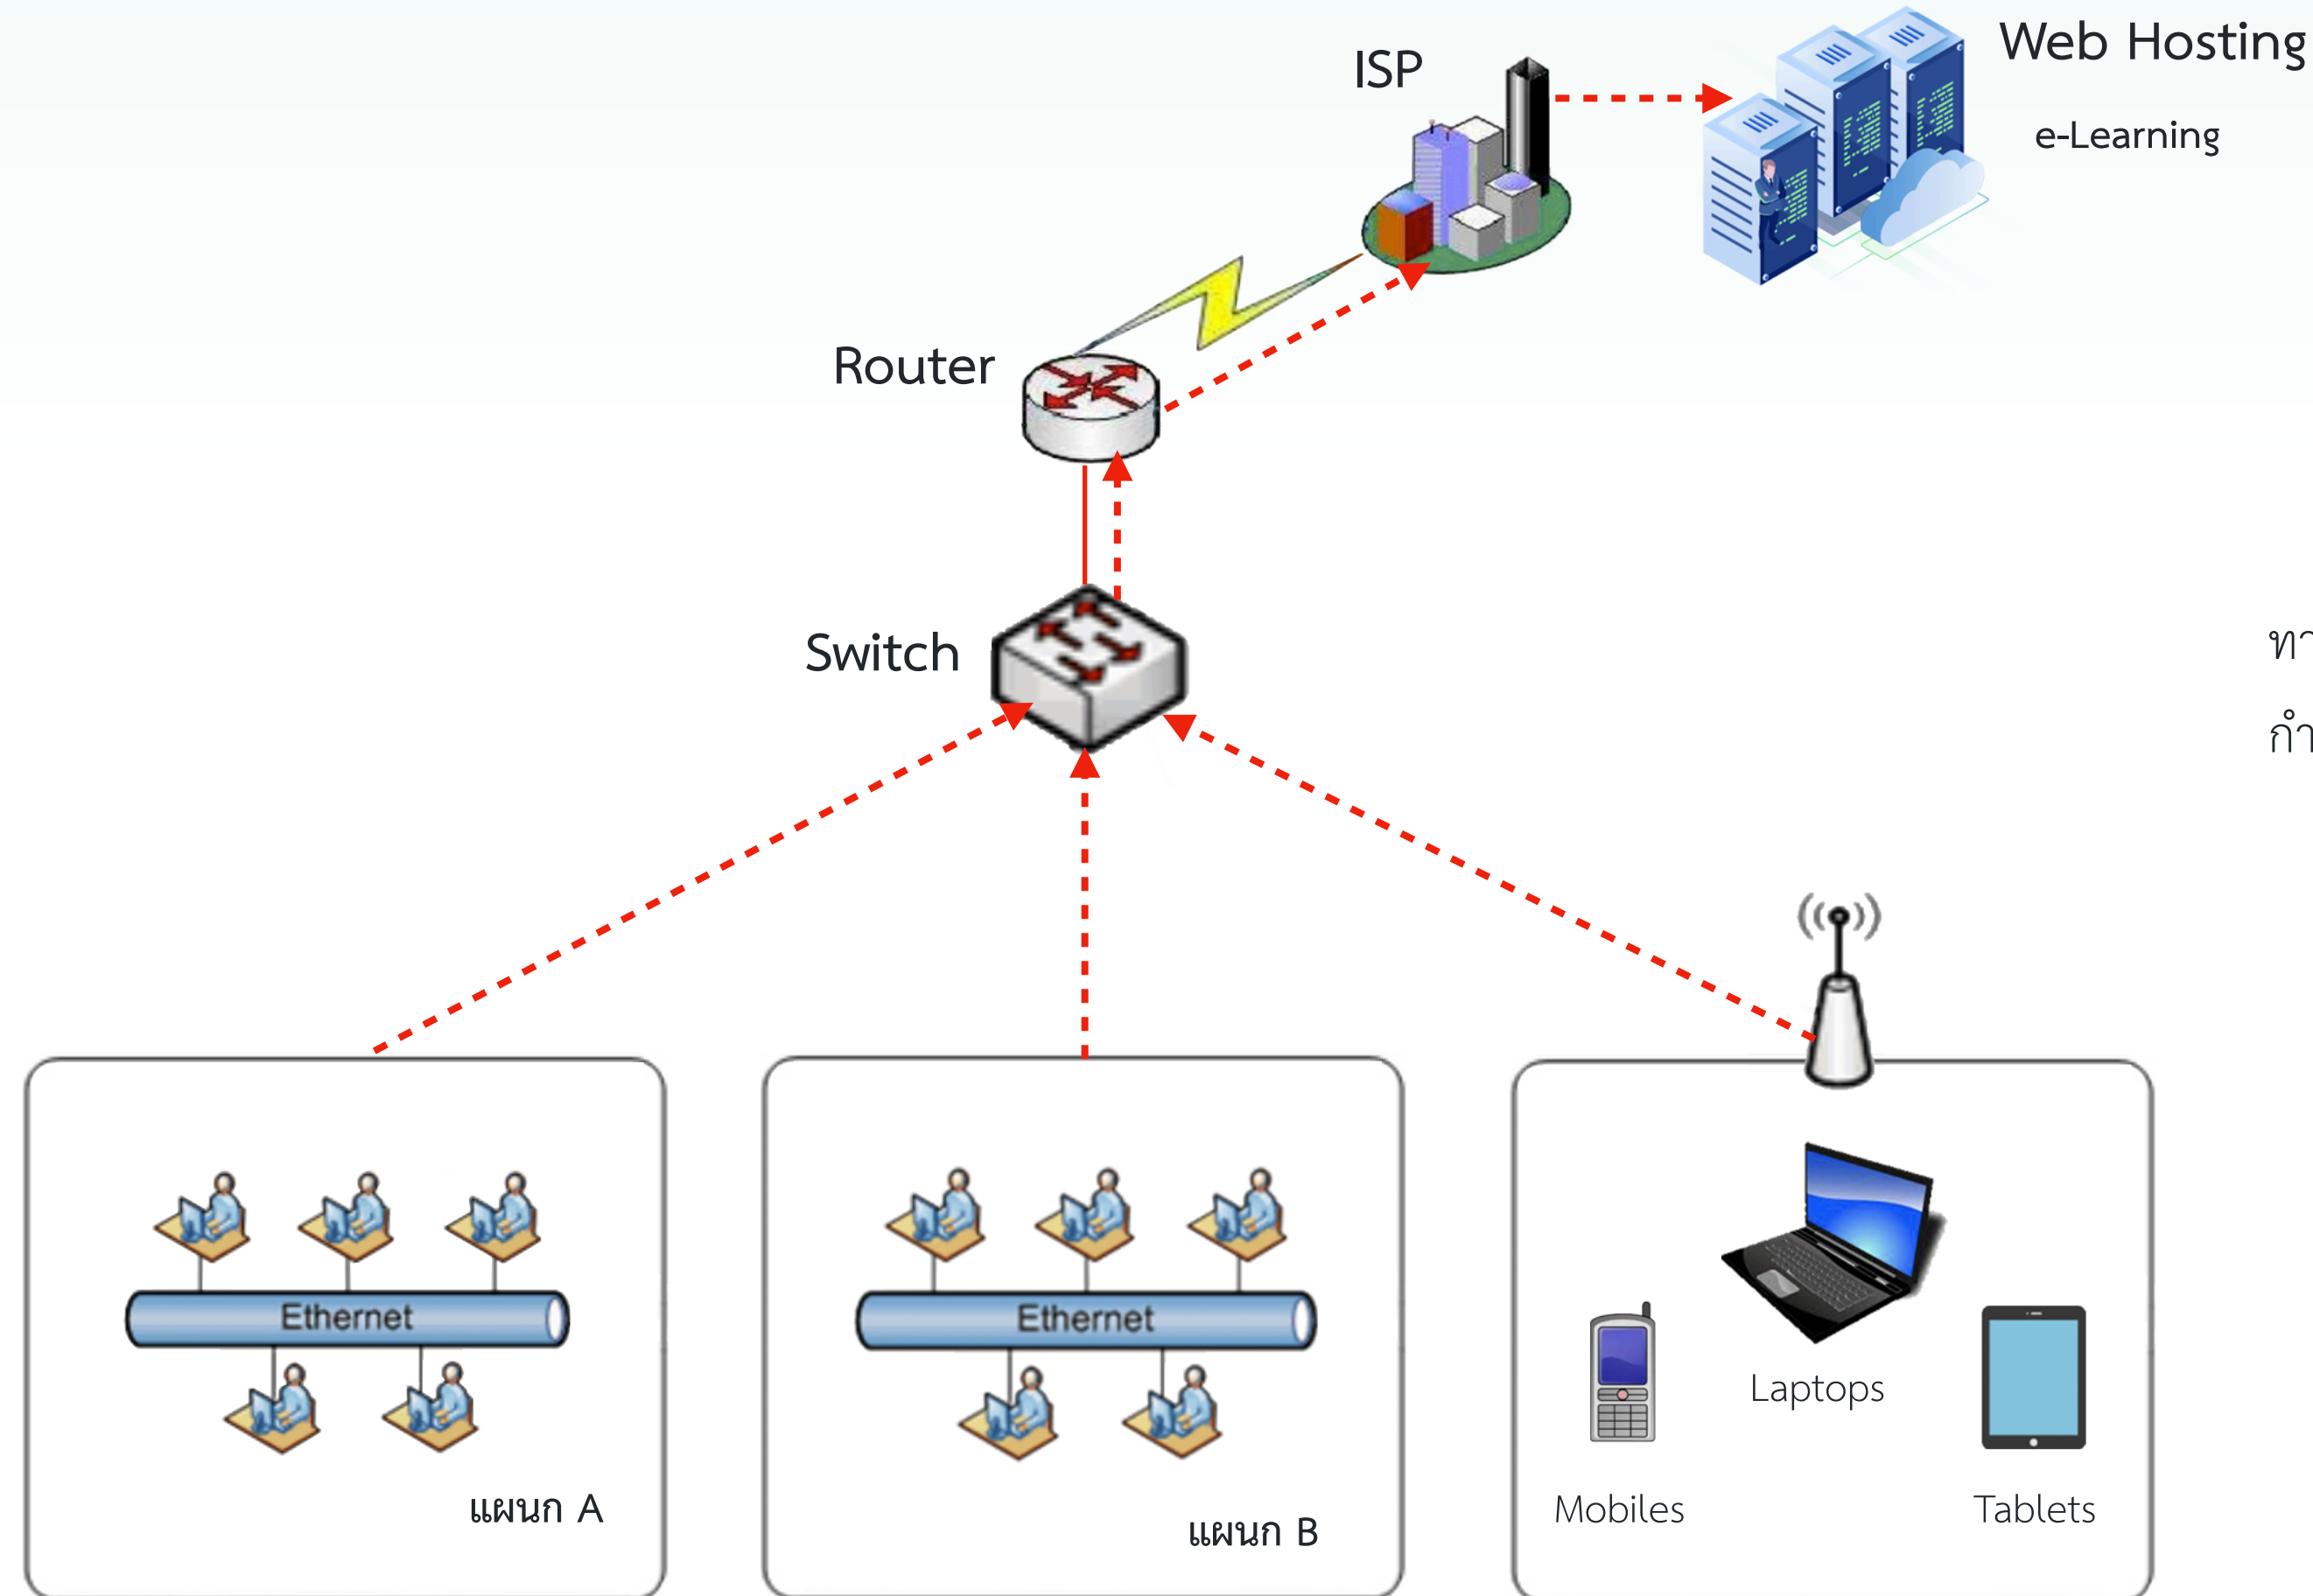 Web Hosting
ISP
e-Learning
Router
Switch
Ethernet
Ethernet
Laptops
แผนก A
แผนก B
Mobiles
Tablets